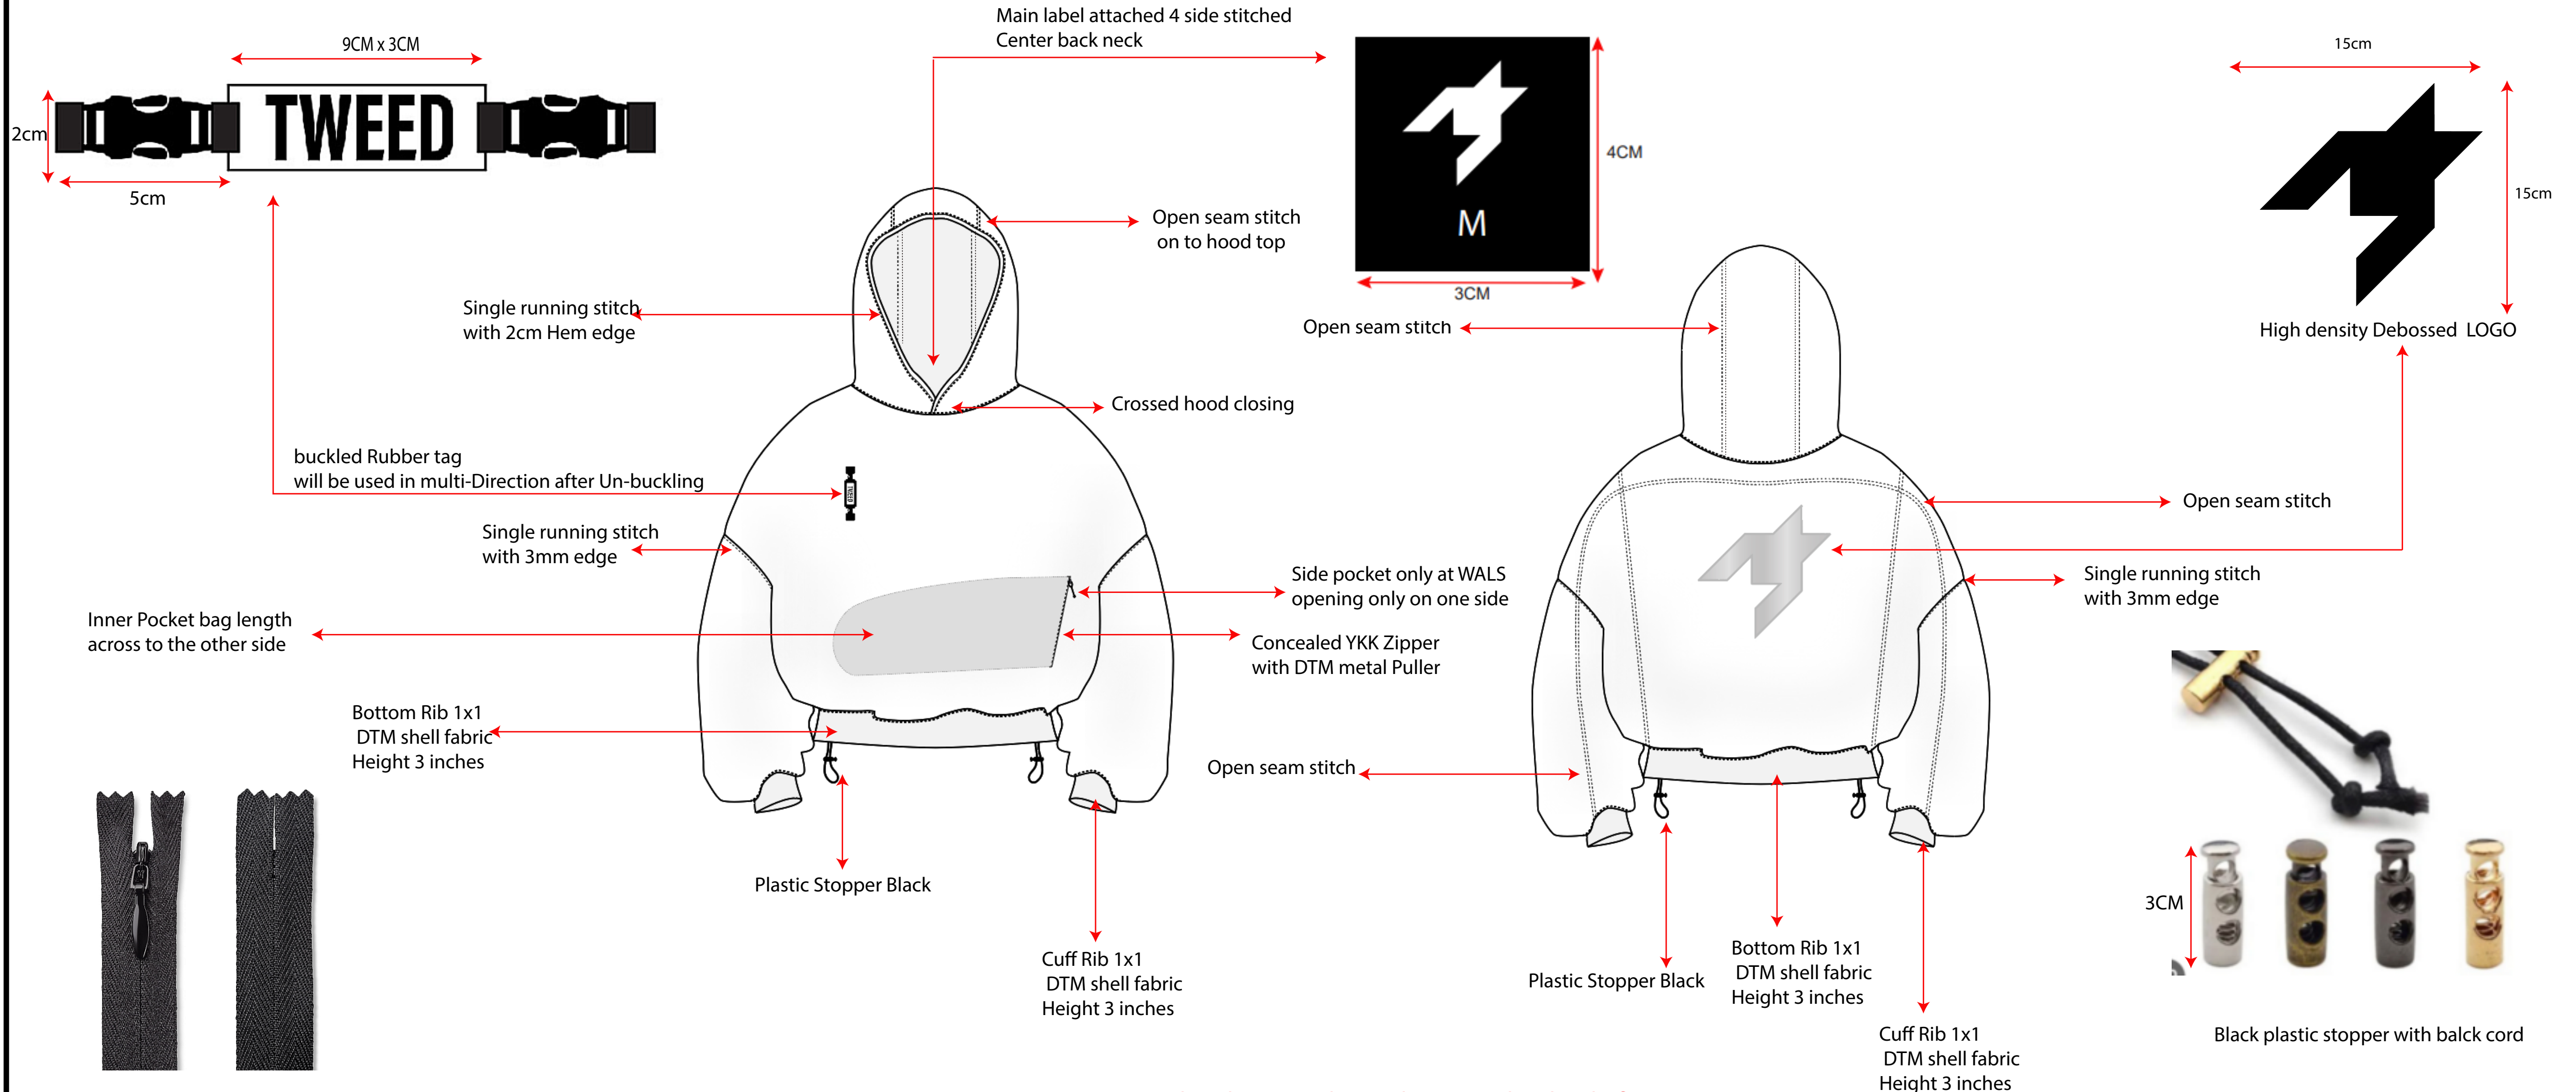 Main label attached 4 side stitched
Center back neck
9CM x 3CM
TWEED
2cm
5cm
M
4CM
3CM
15cm
15cm
High density Debossed  LOGO
Open seam stitch
on to hood top
Single running stitch
with 2cm Hem edge
Open seam stitch
Crossed hood closing
buckled Rubber tag
will be used in multi-Direction after Un-buckling
TWEED
Open seam stitch
Single running stitch
with 3mm edge
Side pocket only at WALS
opening only on one side
Single running stitch
with 3mm edge
Inner Pocket bag length
across to the other side
Concealed YKK Zipper
with DTM metal Puller
Bottom Rib 1x1
DTM shell fabric
Height 3 inches
Open seam stitch
Plastic Stopper Black
Cuff Rib 1x1
DTM shell fabric
Height 3 inches
Plastic Stopper Black
Bottom Rib 1x1
DTM shell fabric
Height 3 inches
Cuff Rib 1x1
DTM shell fabric
Height 3 inches
3CM
Black plastic stopper with balck cord